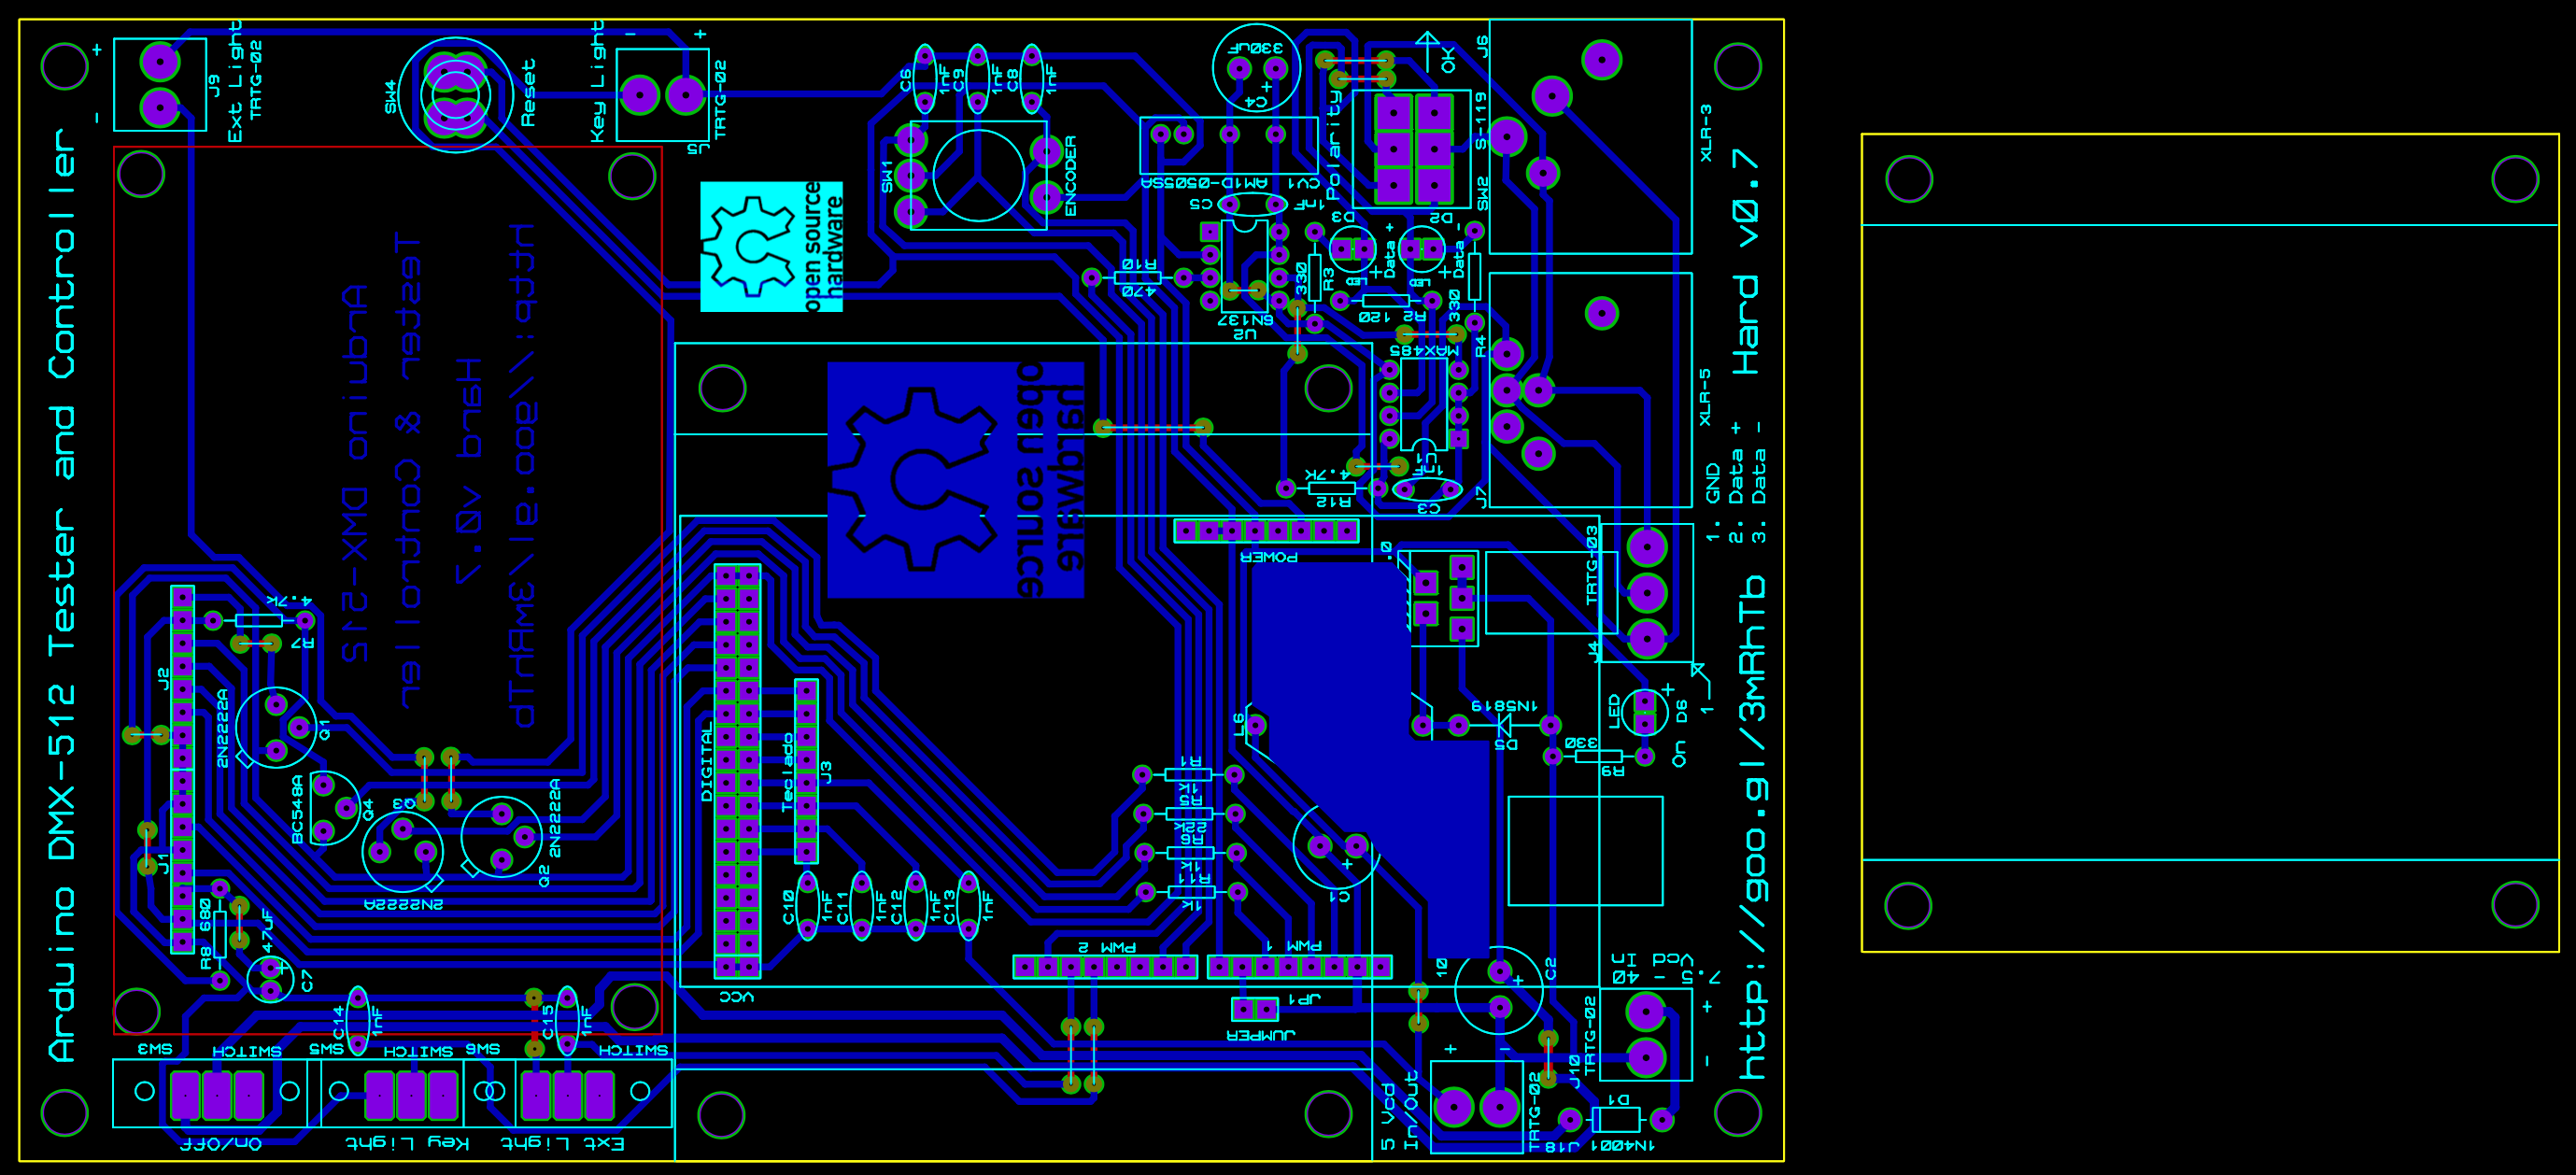 Arduino DMX-512 Tester and Controller
http://goo.gl/3mRhTb
Hard v0.7
+
-
J9
Ext Light
TRTG-02
SW4
Reset
Key Light
-
+
J5
TRTG-02
C6
1nF
C9
1nF
C8
1nF
SW1
ENCODER
330uF
+
C4
CV1
AM1D-0505SA
C5
1nF
Polarity
OY
S-119
SW2
J6
XLR-3
D3
D2
Data +
Data -
LED
LED
+
+
R10
470
330
R3
6N137
U2
120
R2
330
R4
MAX485
1nF
C3
4.7K
R12
J7
XLR-5
1. GND
2: Data +
3. Data -
open source
hardware
open source
hardware
Arduino DMX-512
Tester & Controller
Hard v0.7
http://goo.gl/3mRhTb
POWER
.0
TRTG-03
J4
1
LED
+
D6
On
1N5819
D5
330
R9
L6
4.7K
R7
J2
J1
2N2222A
Q1
BC548A
Q4
Q3
2N2222A
2N2222A
Q2
R8
680
47uF
+
C7
DIGITAL
Teclado
J3
R1
1K
R5
22K
R6
1K
R11
1K
+
C1
C10
1nF
C11
1nF
C12
1nF
C13
1nF
PWM 2
PWM 1
VCC
JP1
JUMPER
10
C2
+
7.5 - 40
Vcd In
TRTG-02
J10
+
-
C14
1nF
C15
1nF
SW3
SWITCH
SW5
SWITCH
SW6
SWITCH
On/OFF
Key Light
Ext Light
5 Vcd
In/Out
+
-
TRTG-02
J18
D1
1N4001